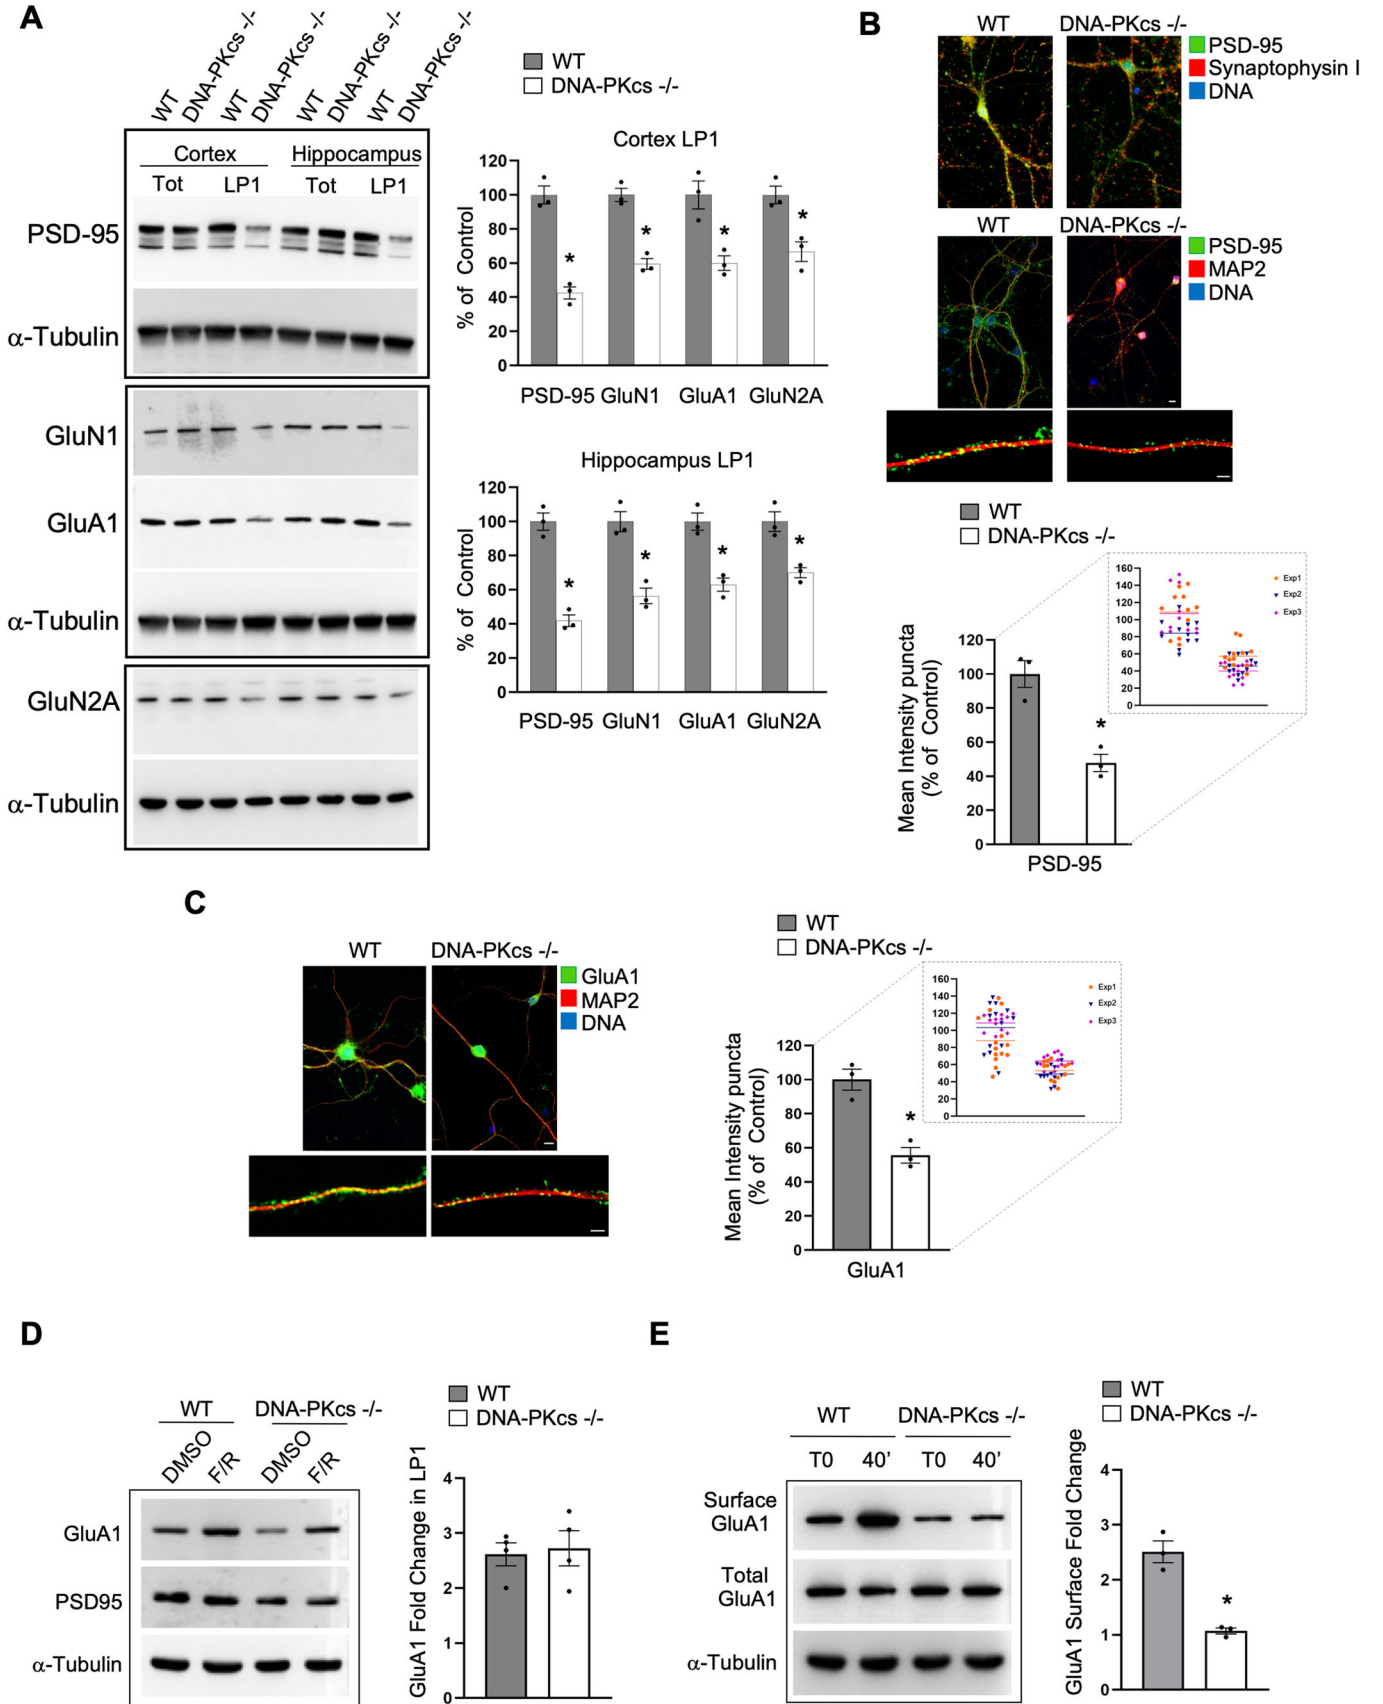 A
WT
DNA-PKcs -/-
WT
DNA-PKcs -/-
WT
DNA-PKcs -/-
WT
DNA-PKcs -/-
Cortex
Hippocampus
Tot
LP1
Tot
LP1
PSD-95
α-Tubulin
GluN1
GluA1
α-Tubulin
GluN2A
α-Tubulin
WT
DNA-PKcs -/-
Cortex LP1
% of Control
120
100
80
60
40
20
0
*
*
*
*
PSD-95 GluN1 GluA1 GluN2A
Hippocampus LP1
% of Control
120
100
80
60
40
20
0
*
*
*
*
PSD-95 GluN1 GluA1 GluN2A
B
WT DNA-PKcs -/-
PSD-95
Synaptophysin I
DNA
WT DNA-PKcs -/-
PSD-95
MAP2
DNA
WT
DNA-PKcs -/-
Mean Intensity puncta
(% of Control)
120
100
80
60
40
20
0
*
PSD-95
160
140
120
100
80
60
40
20
0
Exp1
Exp2
Exp3
C
WT DNA-PKcs -/-
GluA1
MAP2
DNA
WT
DNA-PKcs -/-
Mean Intensity puncta
(% of Control)
120
100
80
60
40
20
0
*
GluA1
160
140
120
100
80
60
40
20
0
Exp1
Exp2
Exp3
D
WT DNA-PKcs -/-
DMSO
F/R
DMSO
F/R
GluA1
PSD95
α-Tubulin
WT
DNA-PKcs -/-
GluA1 Fold Change in LP1
4
3
2
1
0
E
WT DNA-PKcs -/-
T0 40' T0 40'
Surface
GluA1
Total
GluA1
α-Tubulin
WT
DNA-PKcs -/-
GluA1 Surface Fold Change
4
3
2
1
0
*